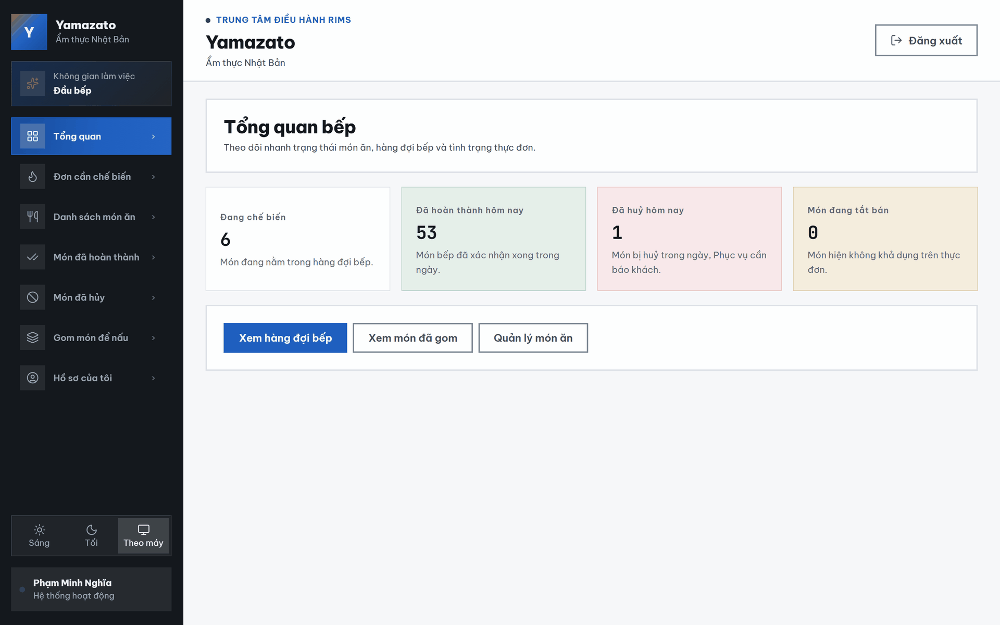 Y
Yamazato
Ẩm thực Nhật Bản
Không gian làm việc
Đầu bếp
Tổng quan
Đơn cần chế biến
Danh sách món ăn
Món đã hoàn thành
Món đã hủy
Gom món để nấu
Hồ sơ của tôi
Sáng
Tối
Theo máy
Phạm Minh Nghĩa
Hệ thống hoạt động
TRUNG TÂM ĐIỀU HÀNH RIMS
Yamazato
Ẩm thực Nhật Bản
Đăng xuất
Tổng quan bếp
Theo dõi nhanh trạng thái món ăn, hàng đợi bếp và tình trạng thực đơn.
Đang chế biến
6
Món đang nằm trong hàng đợi bếp.
Đã hoàn thành hôm nay
53
Món bếp đã xác nhận xong trong
ngày.
Đã huỷ hôm nay
1
Món bị huỷ trong ngày, Phục vụ cần
báo khách.
Món đang tắt bán
0
Món hiện không khả dụng trên thực
đơn.
Xem hàng đợi bếp
Xem món đã gom
Quản lý món ăn